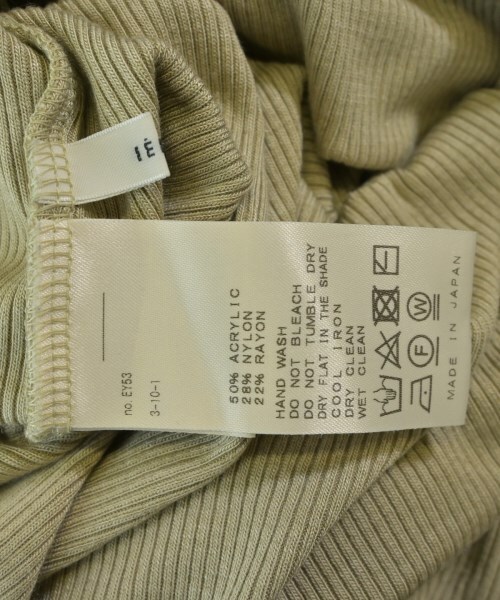 no. EY53
3-10-1
50% ACRYLIC
28% NYLON
22% RAYON
HAND WASH
DO NOT BLEACH
DO NOT TUMBLE DRY
DRY FLAT IN THE SHADE
COOL IRON
DRY CLEAN
WET CLEAN
F
W
MADE IN JAPAN